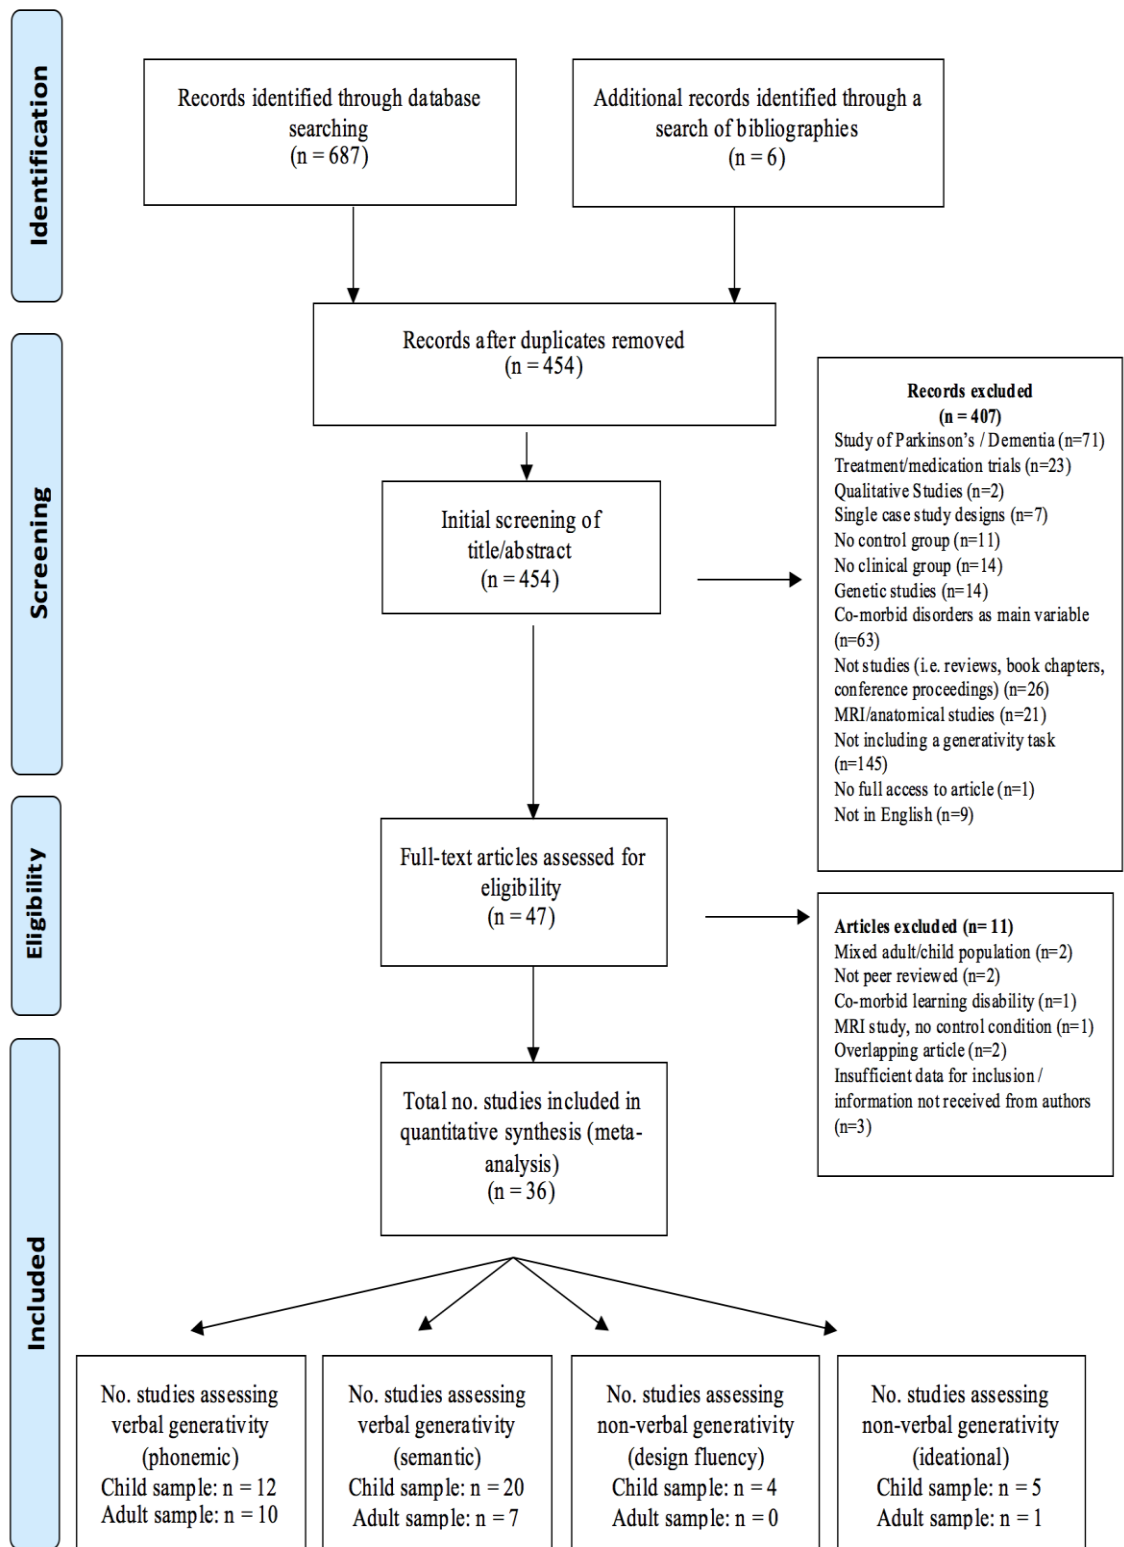 Identification
Records identified through database
searching
(n = 687)
Additional records identified through a
search of bibliographies
(n = 6)
Screening
Records after duplicates removed
(n = 454)
Initial screening of
title/abstract
(n = 454)
Records excluded
(n = 407)
Study of Parkinson's / Dementia (n=71)
Treatment/medication trials (n=23)
Qualitative Studies (n=2)
Single case study designs (n=7)
No control group (n=11)
No clinical group (n=14)
Genetic studies (n=14)
Co-morbid disorders as main variable
(n=63)
Not studies (i.e. reviews, book chapters,
conference proceedings) (n=26)
MRI/anatomical studies (n=21)
Not including a generativity task
(n=145)
No full access to article (n=1)
Not in English (n=9)
Eligibility
Full-text articles assessed for
eligibility
(n = 47)
Articles excluded (n= 11)
Mixed adult/child population (n=2)
Not peer reviewed (n=2)
Co-morbid learning disability (n=1)
MRI study, no control condition (n=1)
Overlapping article (n=2)
Insufficient data for inclusion /
information not received from authors
(n=3)
Included
Total no. studies included in
quantitative synthesis (meta-
analysis)
(n = 36)
No. studies assessing
verbal generativity
(phonemic)
Child sample: n = 12
Adult sample: n = 10
No. studies assessing
verbal generativity
(semantic)
Child sample: n = 20
Adult sample: n = 7
No. studies assessing
non-verbal generativity
(design fluency)
Child sample: n = 4
Adult sample: n = 0
No. studies assessing
non-verbal generativity
(ideational)
Child sample: n = 5
Adult sample: n = 1